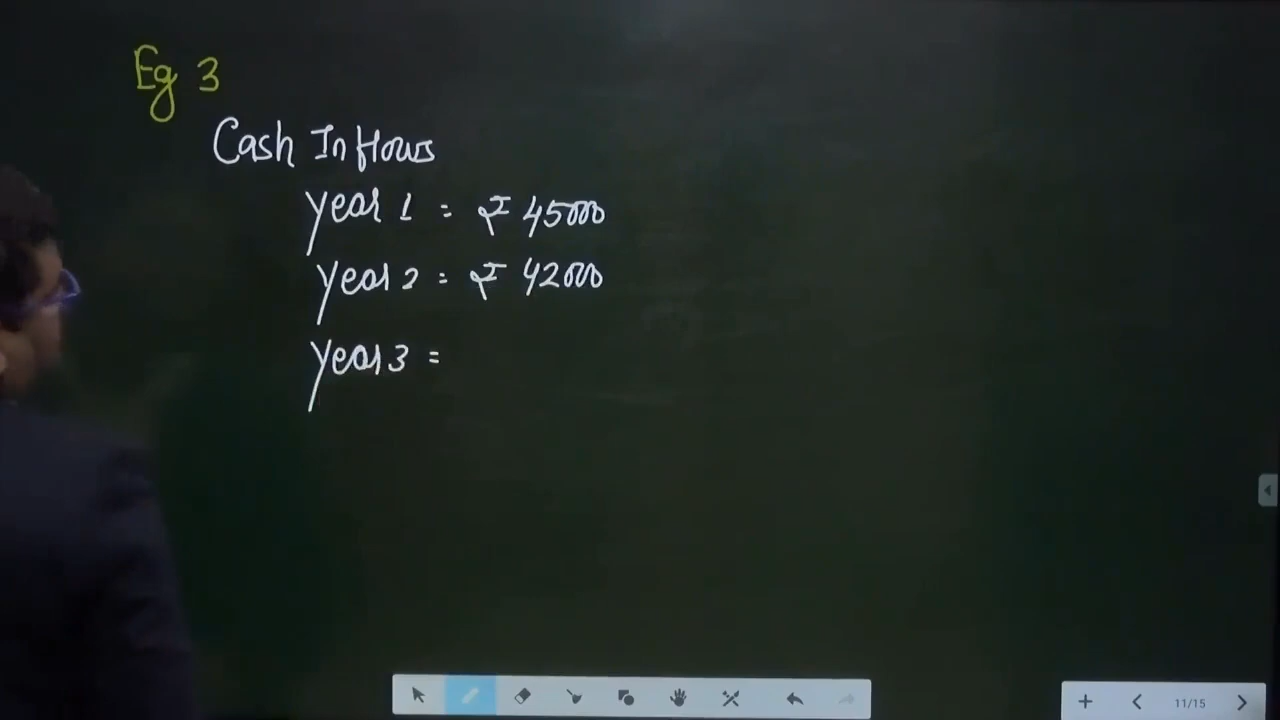 Eg 3
Cash Inflows
Year 1 = ₹ 45000
Year 2 = ₹ 42000
Year 3 =
11/15